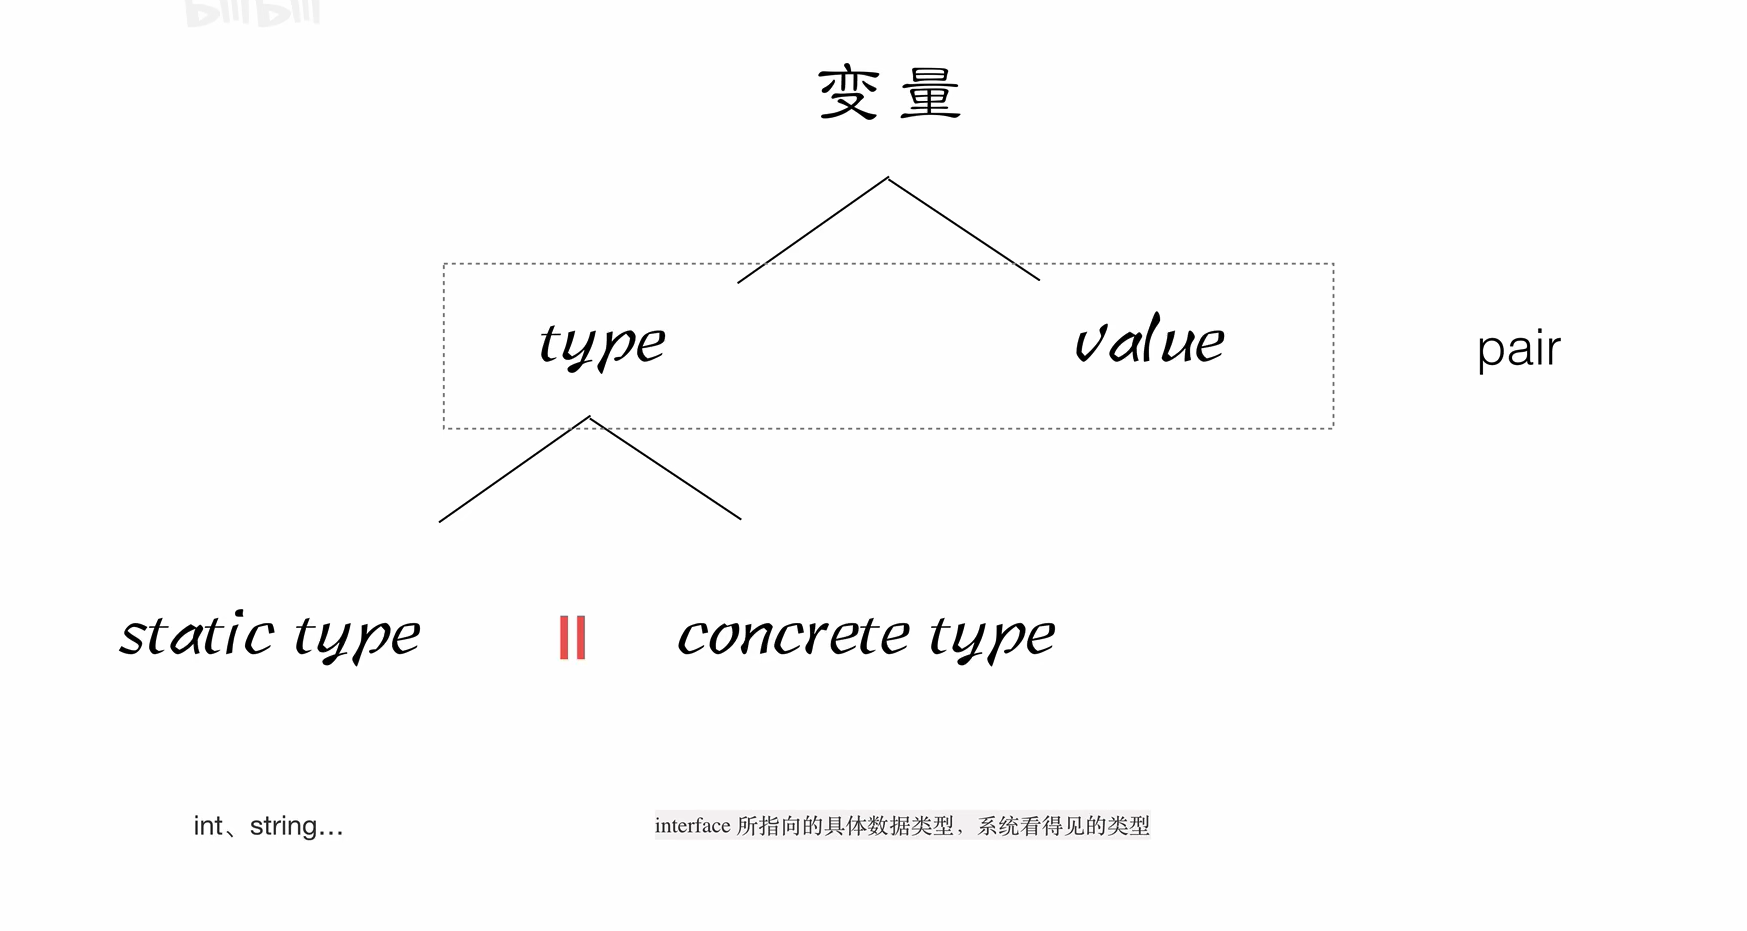 变量
type
value
pair
static type
||
concrete type
int、string...
interface 所指向的具体数据类型，系统看得见的类型